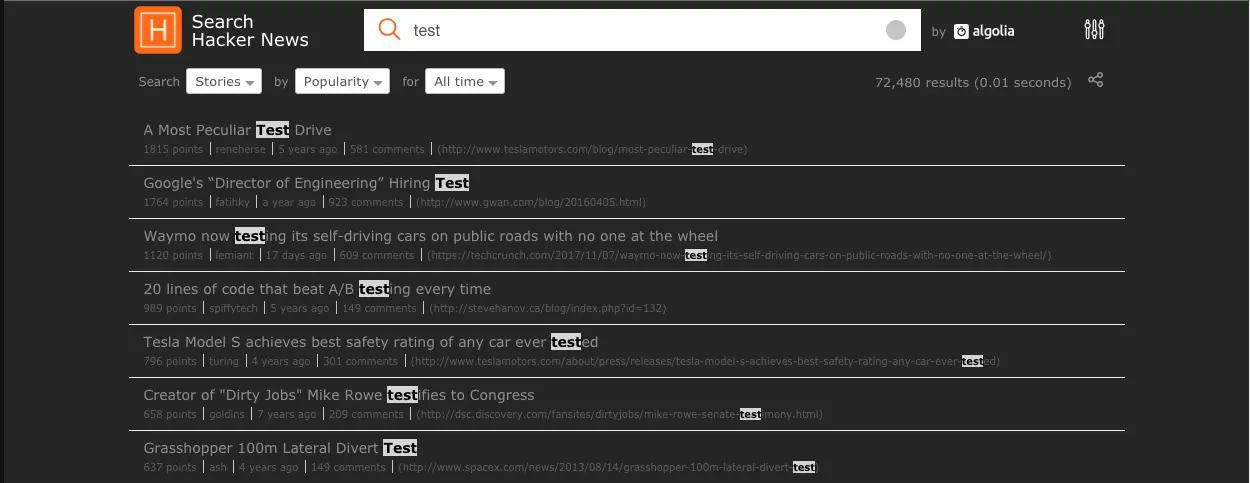 H
Search
Hacker News
test
by algolia
Search Stories by Popularity for All time 72,480 results (0.01 seconds)
A Most Peculiar Test Drive
1815 points | reneherse | 5 years ago | 581 comments | (http://www.teslamotors.com/blog/most-peculiar-test-drive)
Google's “Director of Engineering” Hiring Test
1764 points | fatihky | a year ago | 923 comments | (http://www.gwan.com/blog/20160405.html)
Waymo now testing its self-driving cars on public roads with no one at the wheel
1120 points | lemiant | 17 days ago | 609 comments | (https://techcrunch.com/2017/11/07/waymo-now-testing-its-self-driving-cars-on-public-roads-with-no-one-at-the-wheel/)
20 lines of code that beat A/B testing every time
989 points | spiffytech | 5 years ago | 149 comments | (http://stevehanov.ca/blog/index.php?id=132)
Tesla Model S achieves best safety rating of any car ever tested
796 points | turing | 4 years ago | 301 comments | (http://www.teslamotors.com/about/press/releases/tesla-model-s-achieves-best-safety-rating-any-car-ever-tested)
Creator of "Dirty Jobs" Mike Rowe testifies to Congress
658 points | goldins | 7 years ago | 209 comments | (http://dsc.discovery.com/fansites/dirtyjobs/mike-rowe-senate-testimony.html)
Grasshopper 100m Lateral Divert Test
637 points | ash | 4 years ago | 149 comments | (http://www.spacex.com/news/2013/08/14/grasshopper-100m-lateral-divert-test)